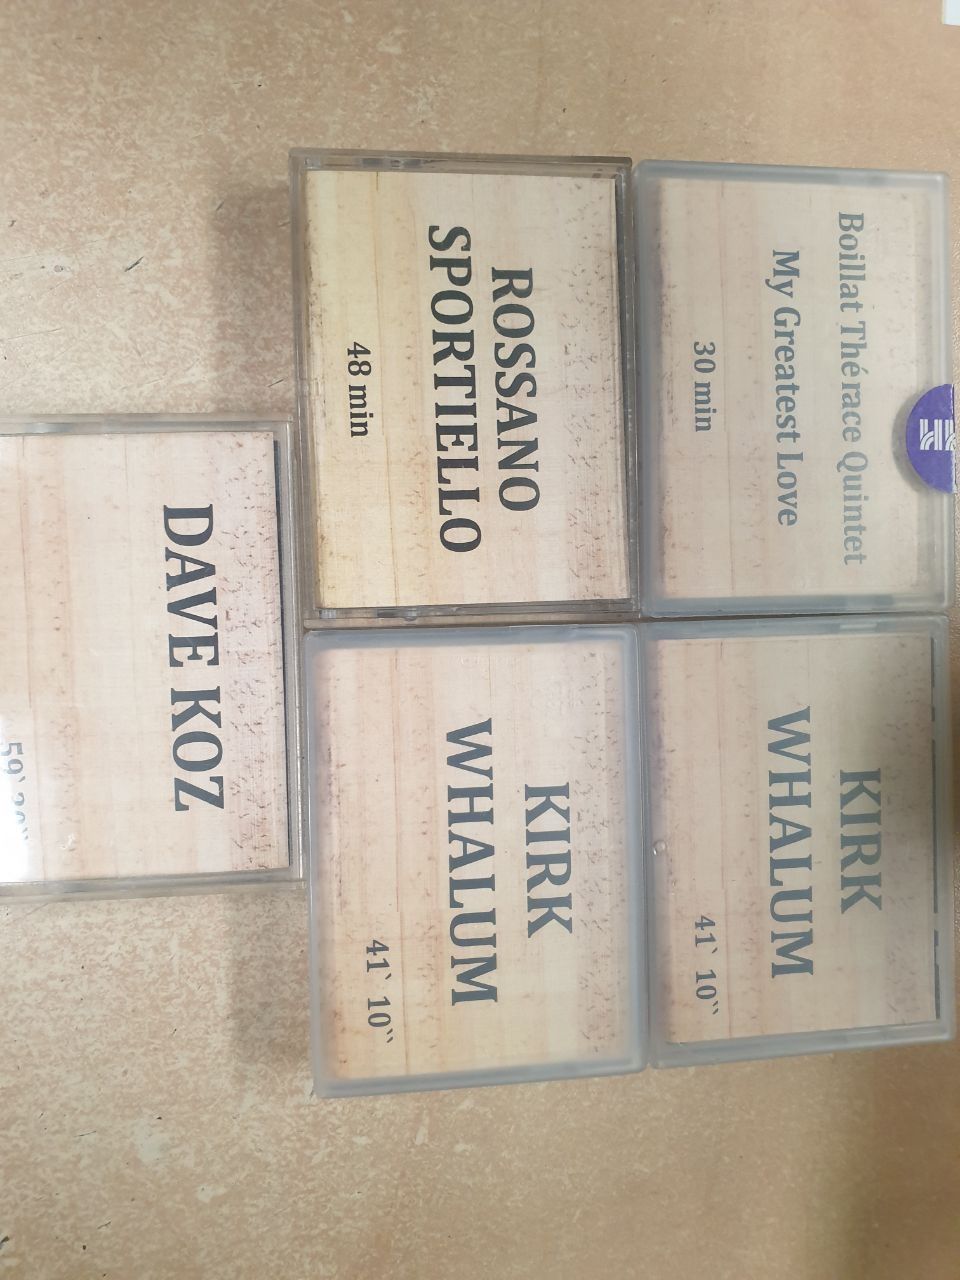 Boillat Thérace Quintet
My Greatest Love
30 min
KIRK
WHALUM
41` 10``
ROSSANO
SPORTIELLO
48 min
KIRK
WHALUM
41` 10``
DAVE KOZ